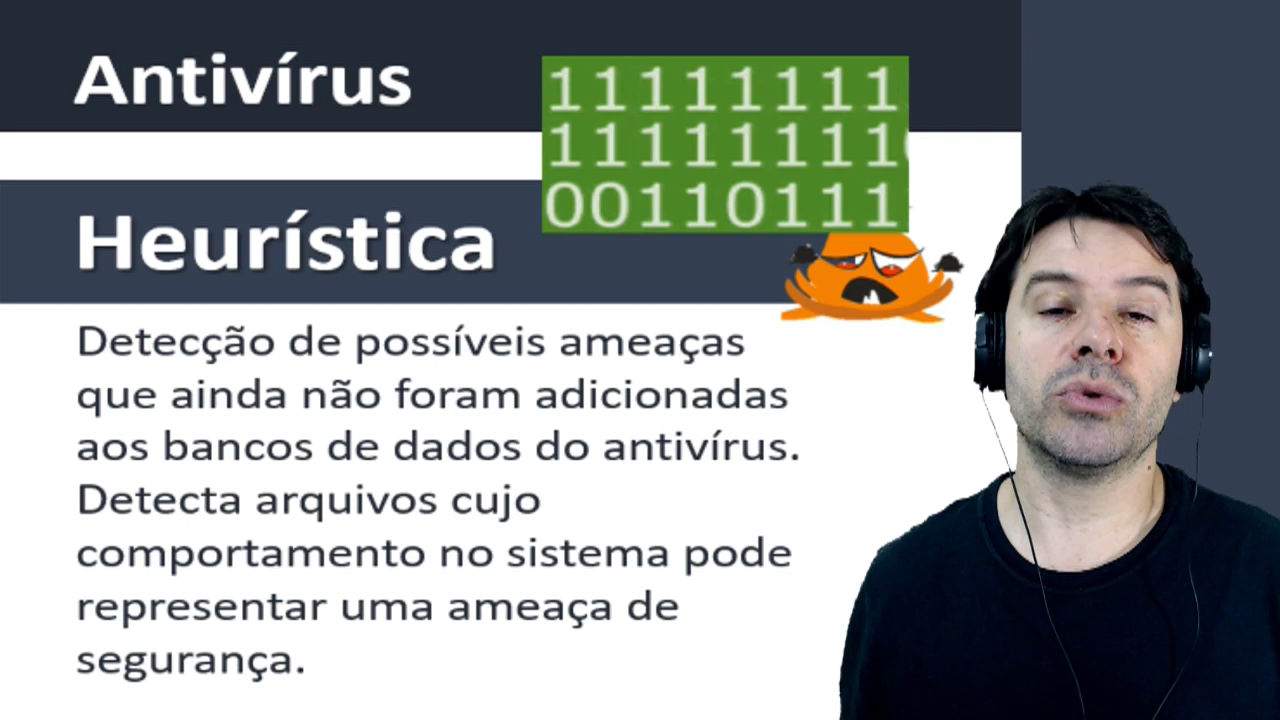 Antivírus
11111111
11111111
00110111
Heurística
Detecção de possíveis ameaças
que ainda não foram adicionadas
aos bancos de dados do antivírus.
Detecta arquivos cujo
comportamento no sistema pode
representar uma ameaça de
segurança.